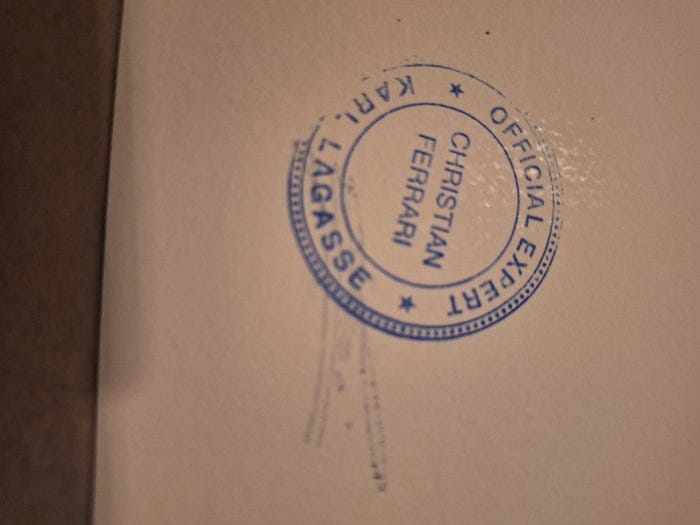 OFFICIAL EXPERT
CHRISTIAN
FERRARI
KARL LAGASSE